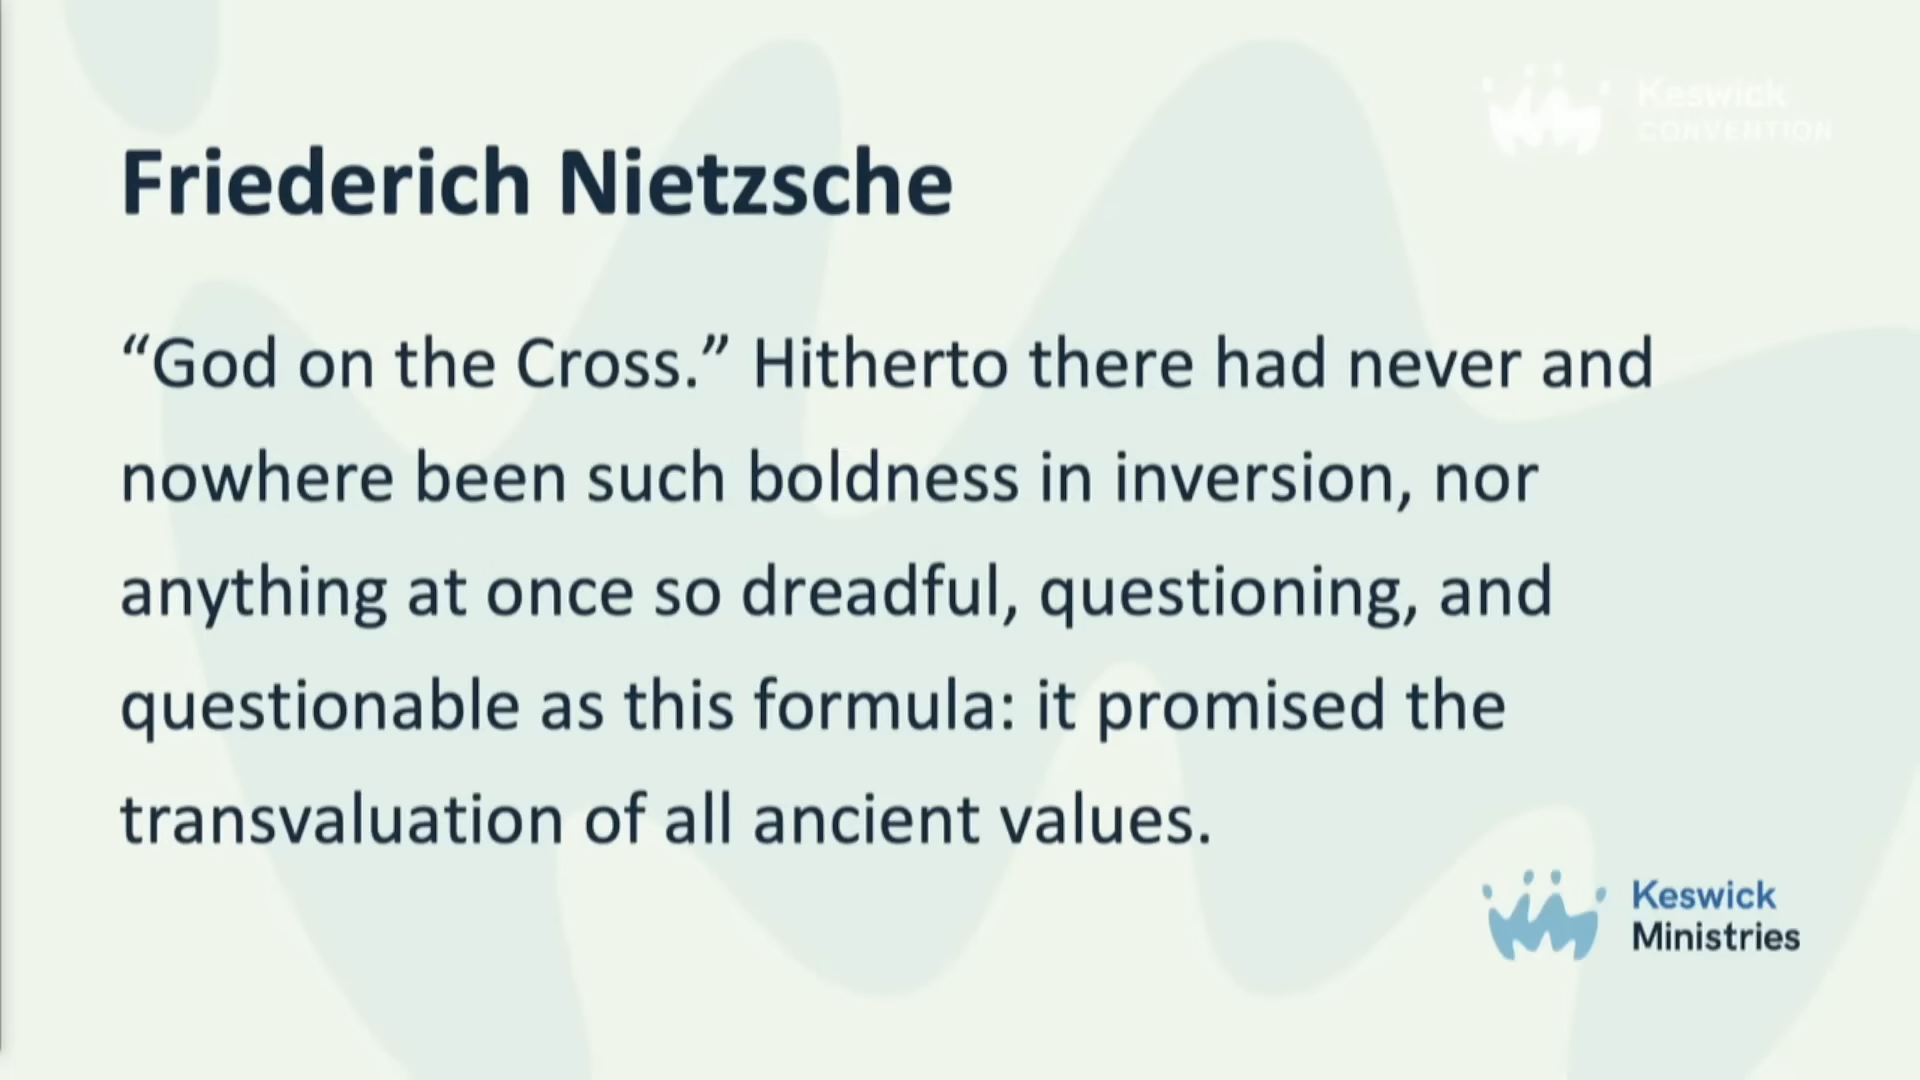 Keswick
CONVENTION
Friederich Nietzsche
“God on the Cross.” Hitherto there had never and
nowhere been such boldness in inversion, nor
anything at once so dreadful, questioning, and
questionable as this formula: it promised the
transvaluation of all ancient values.
Keswick
Ministries